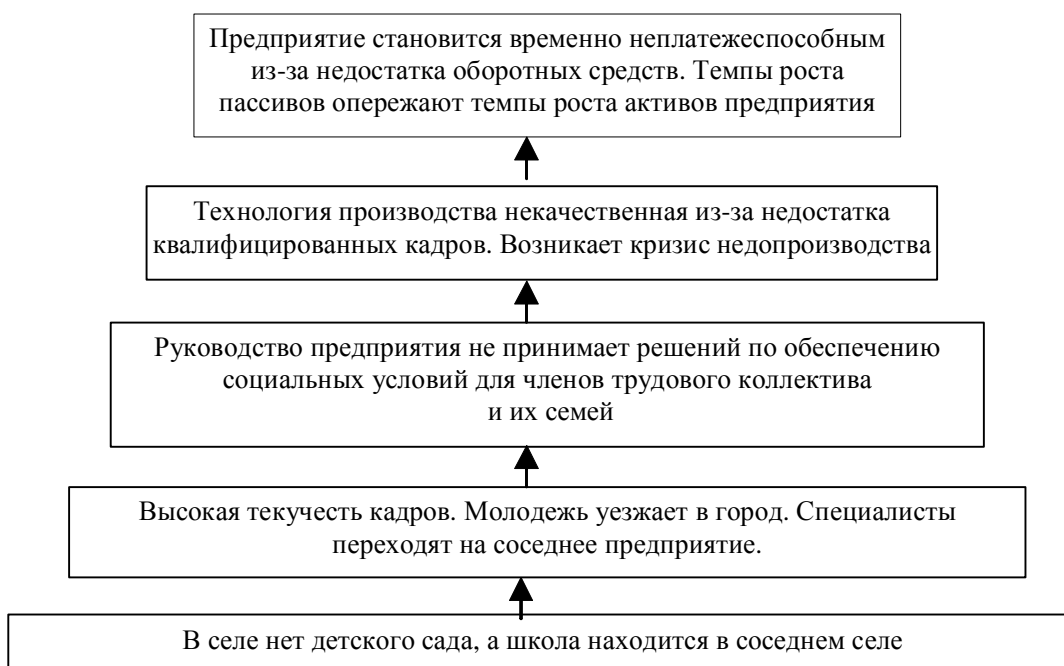 Предприятие становится временно неплатежеспособным
из-за недостатка оборотных средств. Темпы роста
пассивов опережают темпы роста активов предприятия
Технология производства некачественная из-за недостатка
квалифицированных кадров. Возникает кризис недопроизводства
Руководство предприятия не принимает решений по обеспечению
социальных условий для членов трудового коллектива
и их семей
Высокая текучесть кадров. Молодежь уезжает в город. Специалисты
переходят на соседнее предприятие.
В селе нет детского сада, а школа находится в соседнем селе